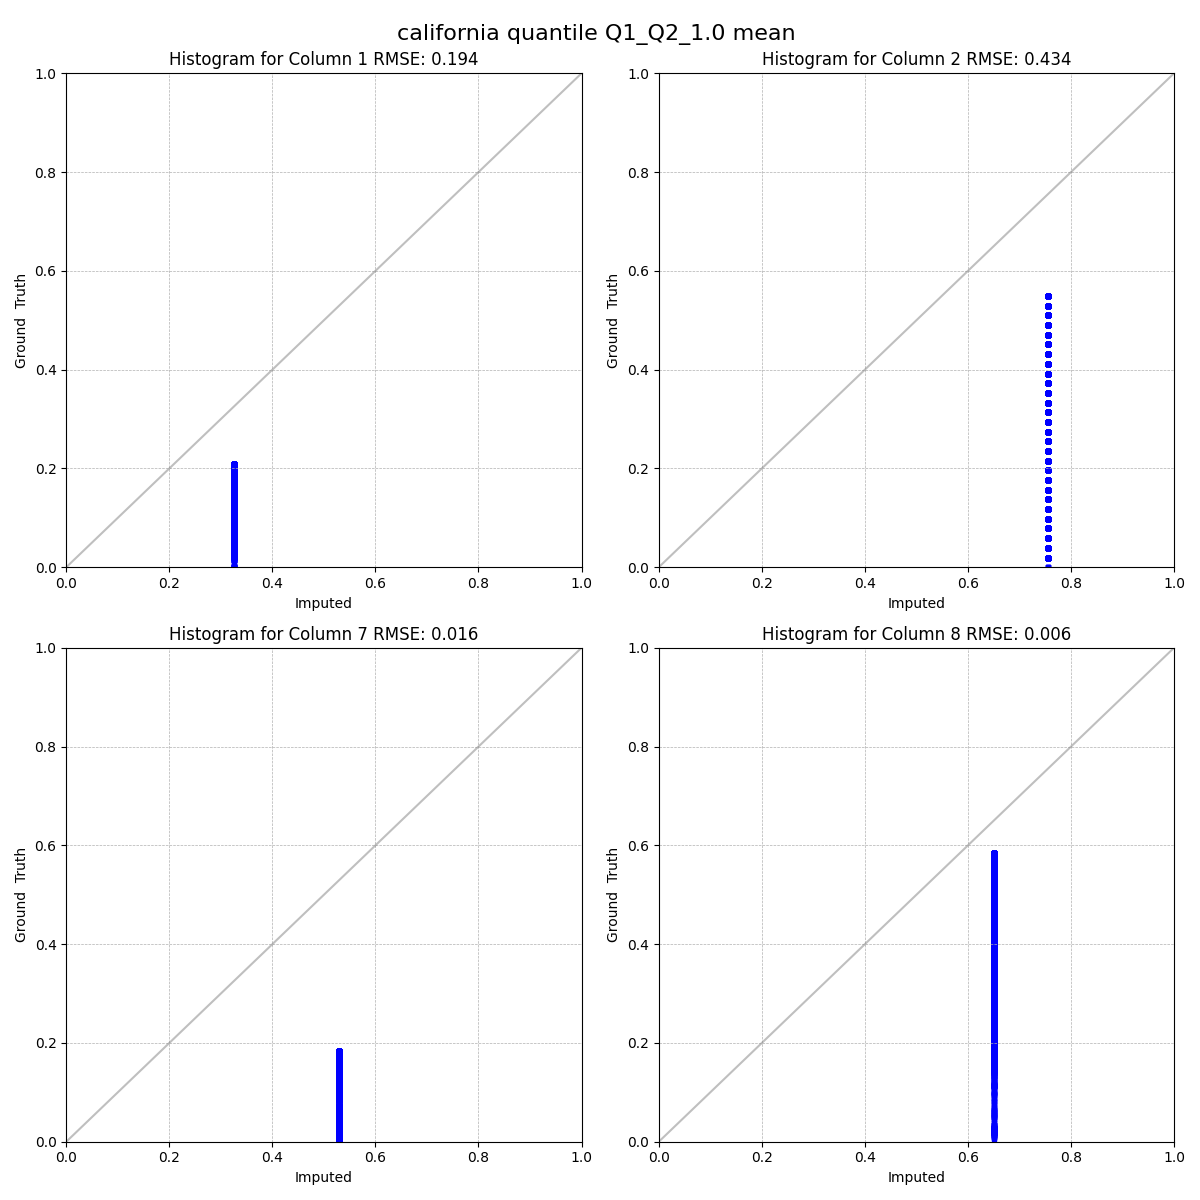 california quantile Q1_Q2_1.0 mean
Histogram for Column 1 RMSE: 0.194
1.0
0.8
0.6
0.4
0.2
0.0
Ground Truth
0.0 0.2 0.4 0.6 0.8 1.0
Imputed
Histogram for Column 2 RMSE: 0.434
1.0
0.8
0.6
0.4
0.2
0.0
Ground Truth
0.0 0.2 0.4 0.6 0.8 1.0
Imputed
Histogram for Column 7 RMSE: 0.016
1.0
0.8
0.6
0.4
0.2
0.0
Ground Truth
0.0 0.2 0.4 0.6 0.8 1.0
Imputed
Histogram for Column 8 RMSE: 0.006
1.0
0.8
0.6
0.4
0.2
0.0
Ground Truth
0.0 0.2 0.4 0.6 0.8 1.0
Imputed